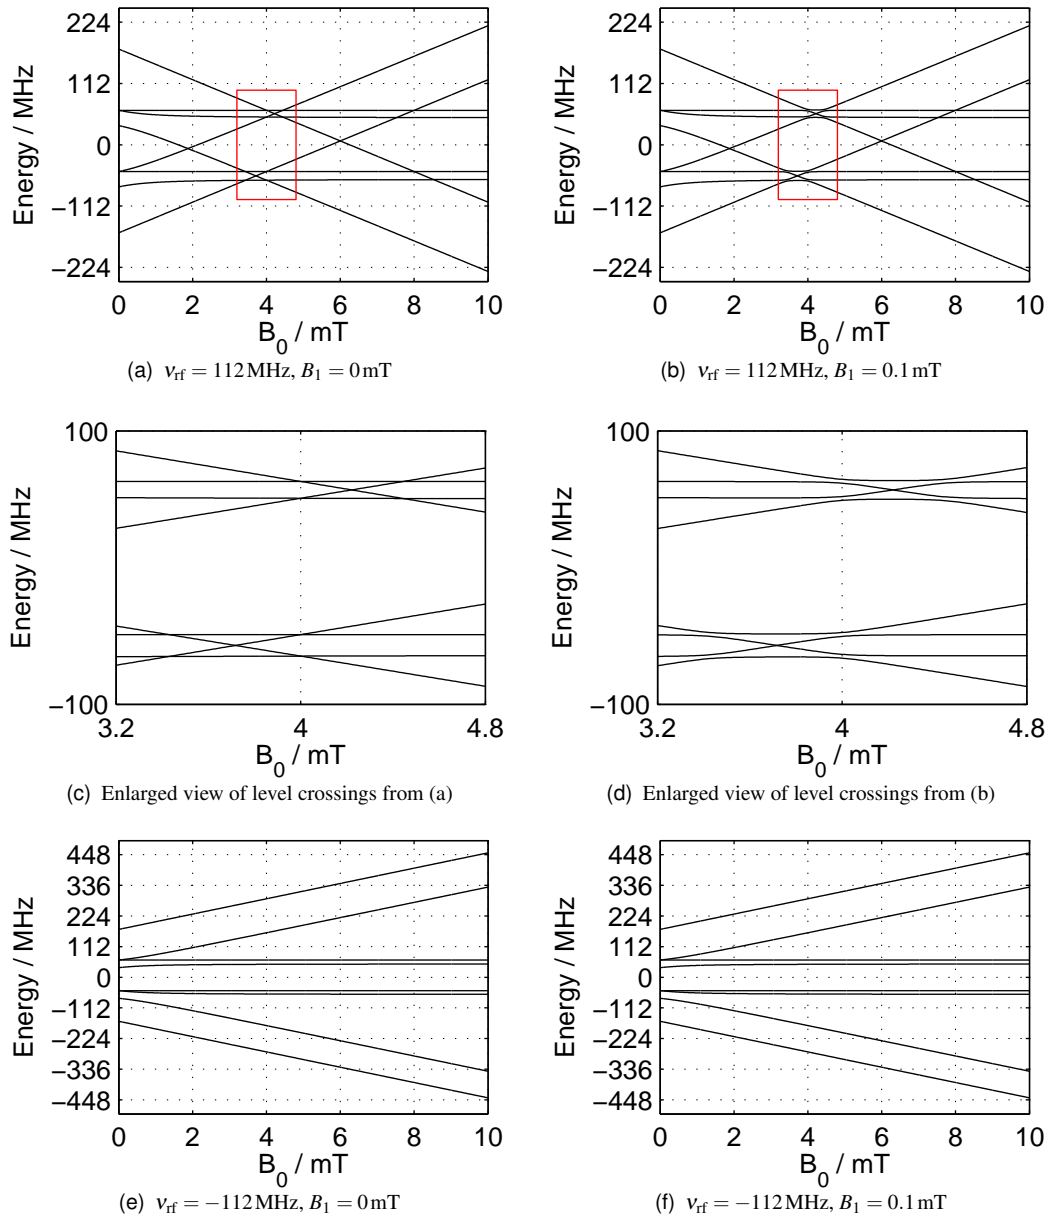 224
112
0
−112
−224
Energy / MHz
0 2 4 6 8 10
B0 / mT
(a) νrf = 112 MHz, B1 = 0 mT
224
112
0
−112
−224
Energy / MHz
0 2 4 6 8 10
B0 / mT
(b) νrf = 112 MHz, B1 = 0.1 mT
100
−100
Energy / MHz
3.2 4 4.8
B0 / mT
(c) Enlarged view of level crossings from (a)
100
−100
Energy / MHz
3.2 4 4.8
B0 / mT
(d) Enlarged view of level crossings from (b)
448
336
224
112
0
−112
−224
−336
−448
Energy / MHz
0 2 4 6 8 10
B0 / mT
(e) νrf = −112 MHz, B1 = 0 mT
448
336
224
112
0
−112
−224
−336
−448
Energy / MHz
0 2 4 6 8 10
B0 / mT
(f) νrf = −112 MHz, B1 = 0.1 mT